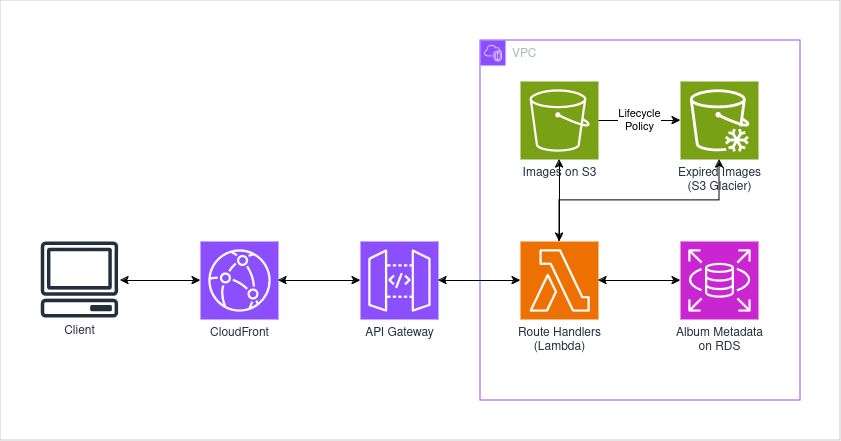 VPC
Lifecycle
Policy
Images on S3
Expired Images
(S3 Glacier)
Client
CloudFront
API Gateway
</>
Route Handlers
(Lambda)
Album Metadata
on RDS